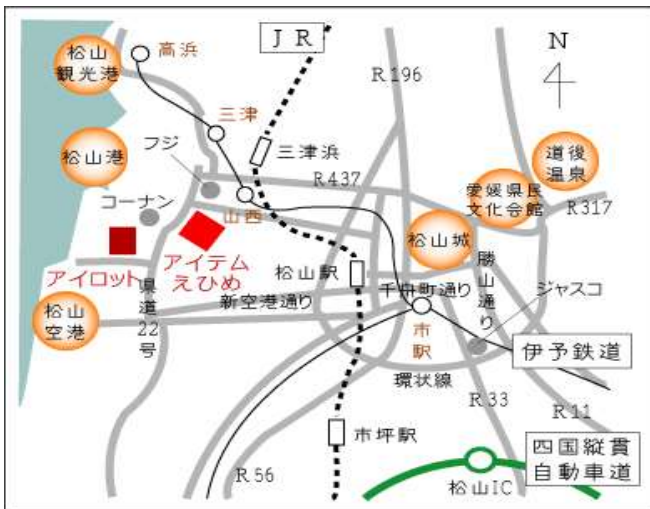 松山
観光港
高浜
ＪＲ
N
R196
三津
松山港
フジ
三津浜
道後
温泉
愛媛県民
文化会館
R437
R317
コーナン
山西
松山城
アイロット
アイテム
えひめ
松山駅
勝山通り
千舟町通り
ジャスコ
県道22号
新空港通り
松山
空港
市駅
伊予鉄道
環状線
R33
R11
市坪駅
四国縦貫
自動車道
R56
松山IC